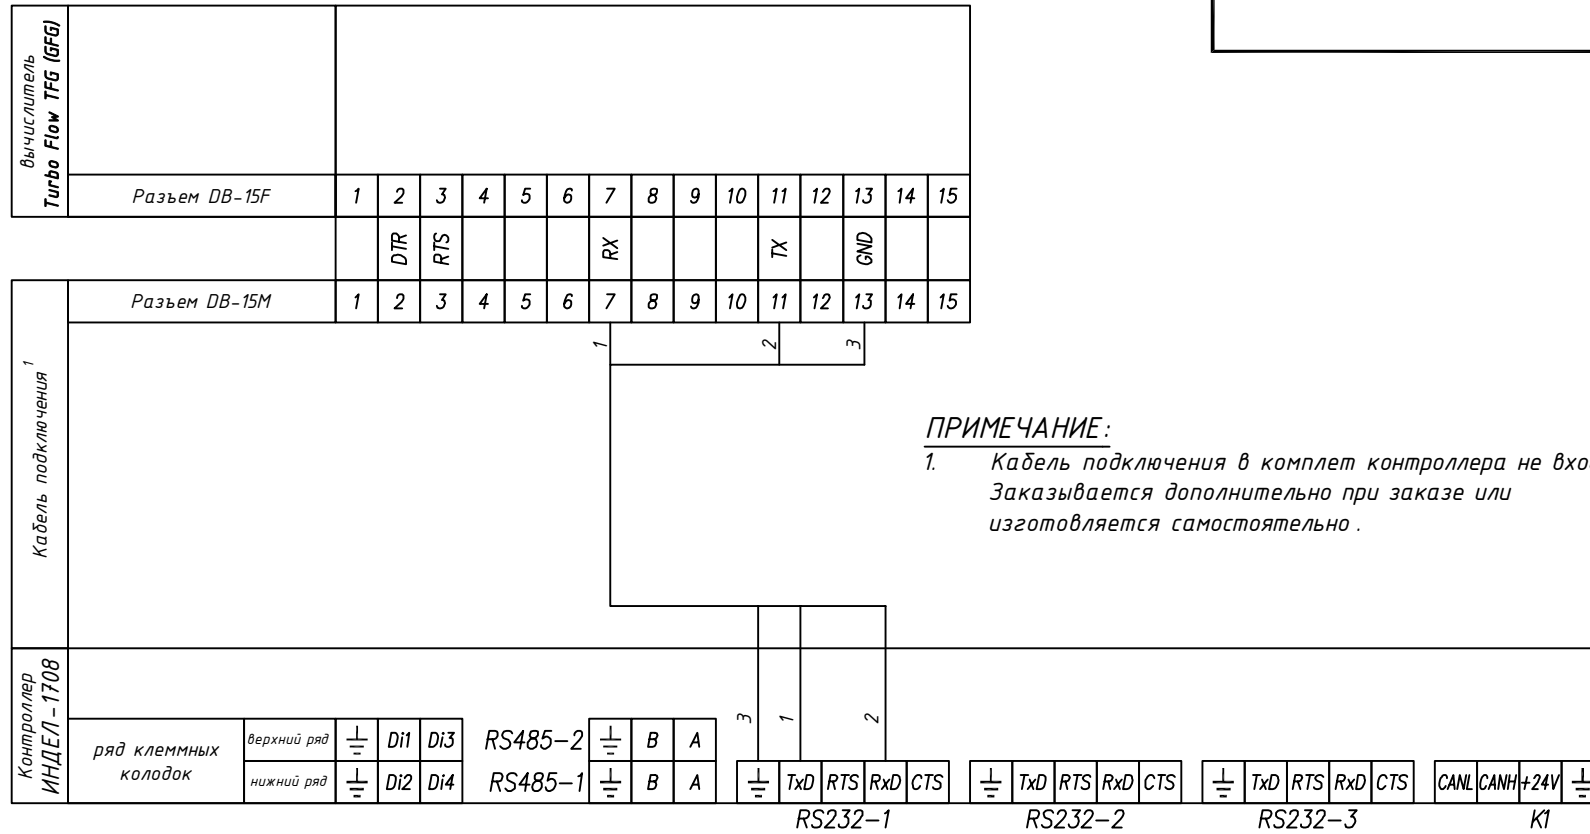 вычислитель
Turbo Flow TFG (GFG)
Разъем DB-15F 1 2 3 4 5 6 7 8 9 10 11 12 13 14 15
DTR RTS RX TX GND
Разъем DB-15M 1 2 3 4 5 6 7 8 9 10 11 12 13 14 15
1 2 3
Кабель подключения 1
ПРИМЕЧАНИЕ:
1. Кабель подключения в комплет контроллера не вхо
Заказывается дополнительно при заказе или
изготовляется самостоятельно .
Контроллер
ИНДЕЛ-1708
3 1 2
ряд клеммных
колодок
верхний ряд Di1 Di3 RS485-2 B A
нижний ряд Di2 Di4 RS485-1 B A TxD RTS RxD CTS TxD RTS RxD CTS TxD RTS RxD CTS CANL CANH +24V
RS232-1 RS232-2 RS232-3 K1